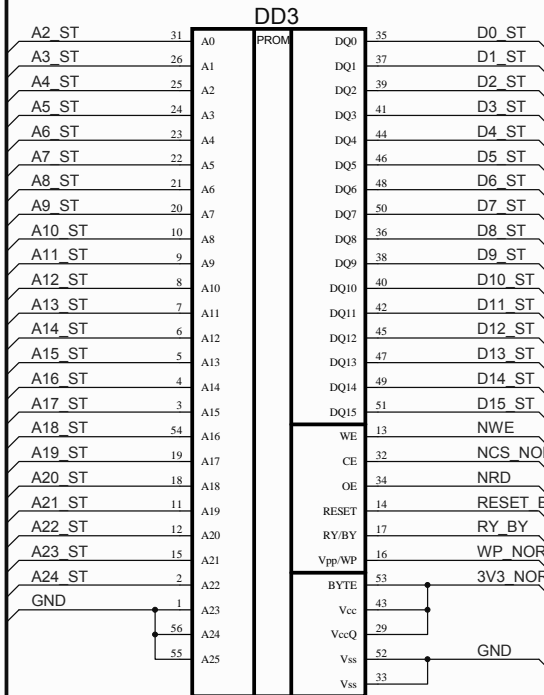 DD3
PROM
A2_ST 31 A0 DQ0 35 D0_ST
A3_ST 26 A1 DQ1 37 D1_ST
A4_ST 25 A2 DQ2 39 D2_ST
A5_ST 24 A3 DQ3 41 D3_ST
A6_ST 23 A4 DQ4 44 D4_ST
A7_ST 22 A5 DQ5 46 D5_ST
A8_ST 21 A6 DQ6 48 D6_ST
A9_ST 20 A7 DQ7 50 D7_ST
A10_ST 10 A8 DQ8 36 D8_ST
A11_ST 9 A9 DQ9 38 D9_ST
A12_ST 8 A10 DQ10 40 D10_ST
A13_ST 7 A11 DQ11 42 D11_ST
A14_ST 6 A12 DQ12 45 D12_ST
A15_ST 5 A13 DQ13 47 D13_ST
A16_ST 4 A14 DQ14 49 D14_ST
A17_ST 3 A15 DQ15 51 D15_ST
A18_ST 54 A16 WE 13 NWE
A19_ST 19 A17 CE 32
A20_ST 18 A18 OE 34 NRD
A21_ST 11 A19 RESET 14
A22_ST 12 A20 RY/BY 17 RY_BY
A23_ST 15 A21 Vpp/WP 16 WP_NOR
A24_ST 2 A22 BYTE 53 3V3_NOR
GND 1 A23 Vcc 43
56 A24 VccQ 29
55 A25 Vss 52 GND
Vss 33